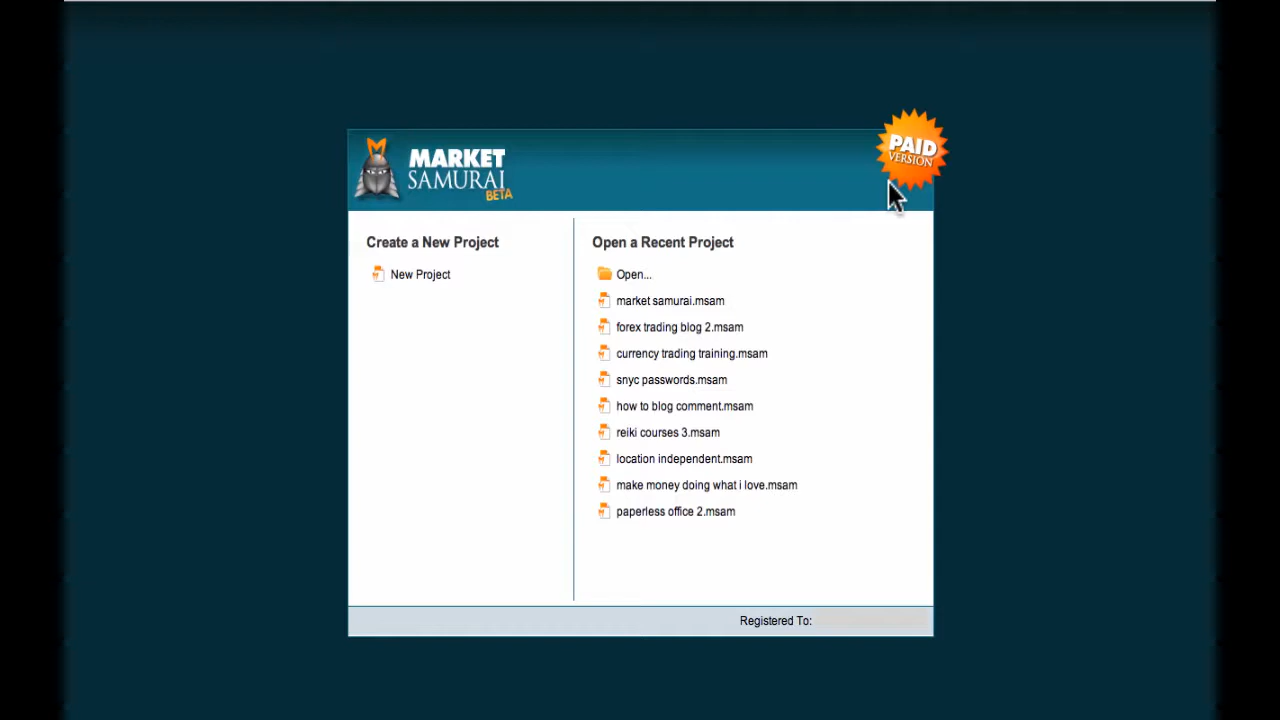 MARKET
SAMURAI
BETA
PAID
VERSION
Create a New Project
New Project
Open a Recent Project
Open...
market samurai.msam
forex trading blog 2.msam
currency trading training.msam
snyc passwords.msam
how to blog comment.msam
reiki courses 3.msam
location independent.msam
make money doing what i love.msam
paperless office 2.msam
Registered To: